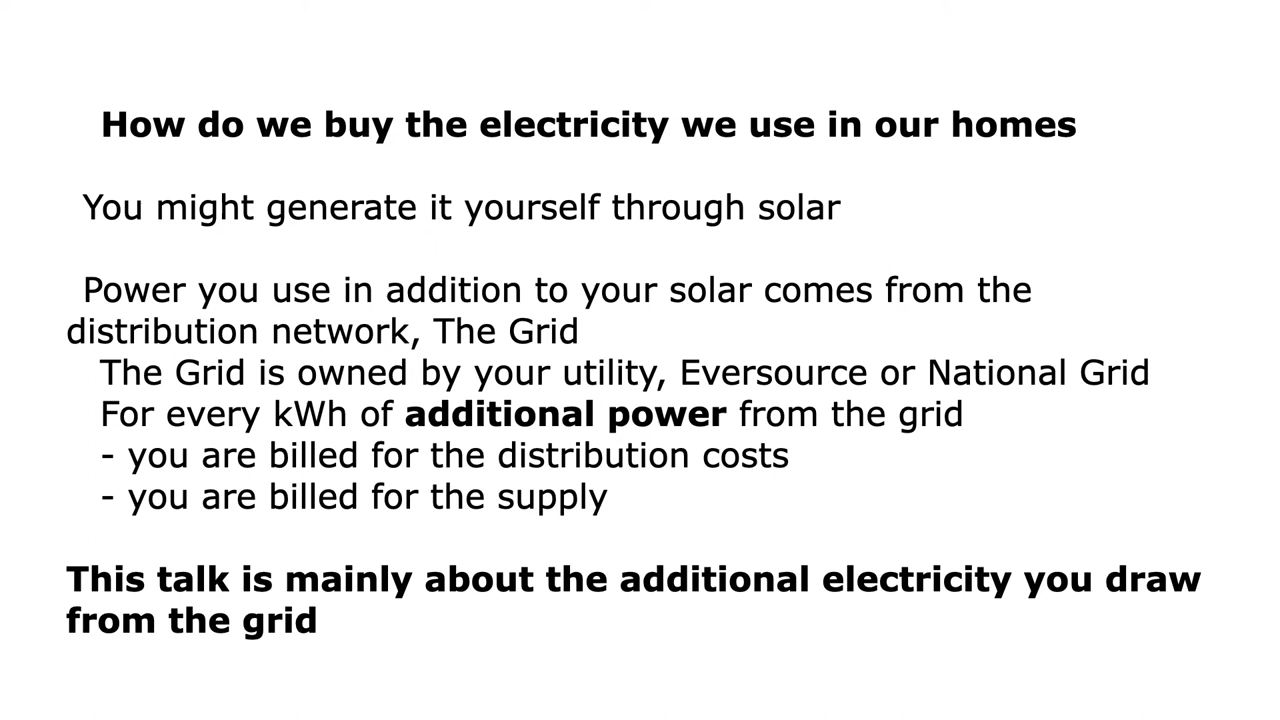 How do we buy the electricity we use in our homes
You might generate it yourself through solar
Power you use in addition to your solar comes from the
distribution network, The Grid
The Grid is owned by your utility, Eversource or National Grid
For every kWh of additional power from the grid
- you are billed for the distribution costs
- you are billed for the supply
This talk is mainly about the additional electricity you draw
from the grid